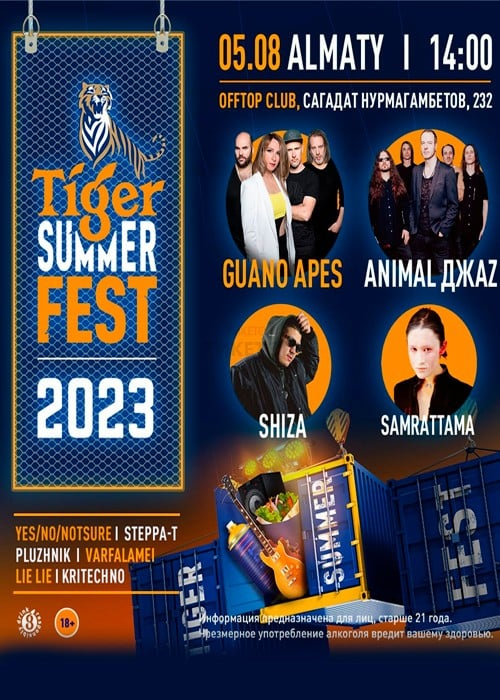 05.08 ALMATY | 14:00
OFFTOP CLUB, САГАДАТ НУРМАГАМБЕТОВ, 232
Tiger
SUMMER
FEST
2023
GUANO APES
ANIMAL ДЖАZ
SHIZA
SAMRATTAMA
YES/NO/NOTSURE | STEPPA-T
PLUZHNIK | VARFALAMEI
LIE LIE | KRITECHNO
TIGER
SUMMER
FEST
18+
Информация предназначена для лиц, старше 21 года.
Чрезмерное употребление алкоголя вредит вашему здоровью.